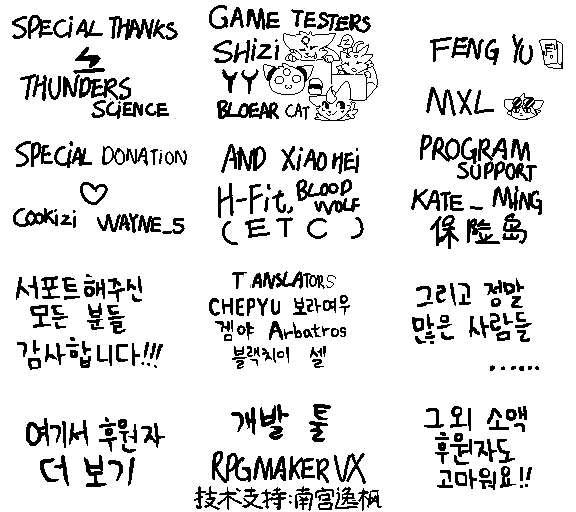 SPECIAL THANKS
THUNDERS
SCIENCE
GAME TESTERS
SHIZI
YY
BLOEAR CAT
FENG YU
MXL
SPECIAL DONATION
COOKIZI WAYNE_5
AND XIAOHEI
H-Fit, BLOOD WOLF
(ETC)
PROGRAM
SUPPORT
KATE_MING
保险岛
서포트해주신
모든 분들
감사합니다!!!
T ANSLATORS
CHEPYU 보라여우
겜야 Arbatros
블랙치이 셀
그리고 정말
많은 사람들
......
여기서 후원자
더 보기
개발 툴
RPGMAKER VX
技术支持:南宫逸枫
그 외 소액
후원자도
고마워요!!